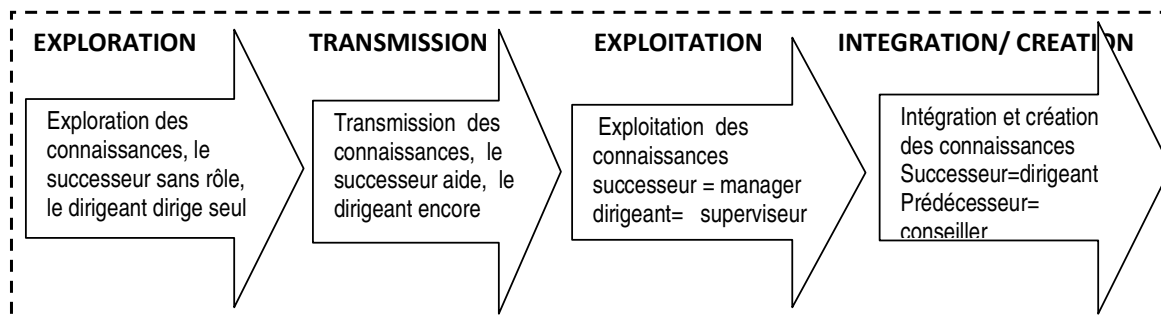 EXPLORATION
TRANSMISSION
EXPLOITATION
INTEGRATION/ CREATION
Exploration des
connaissances, le
successeur sans rôle,
le dirigeant dirige seul
Transmission des
connaissances, le
successeur aide, le
dirigeant encore
Exploitation des
connaissances
successeur = manager
dirigeant= superviseur
Intégration et création
des connaissances
Successeur=dirigeant
Prédécesseur=
conseiller